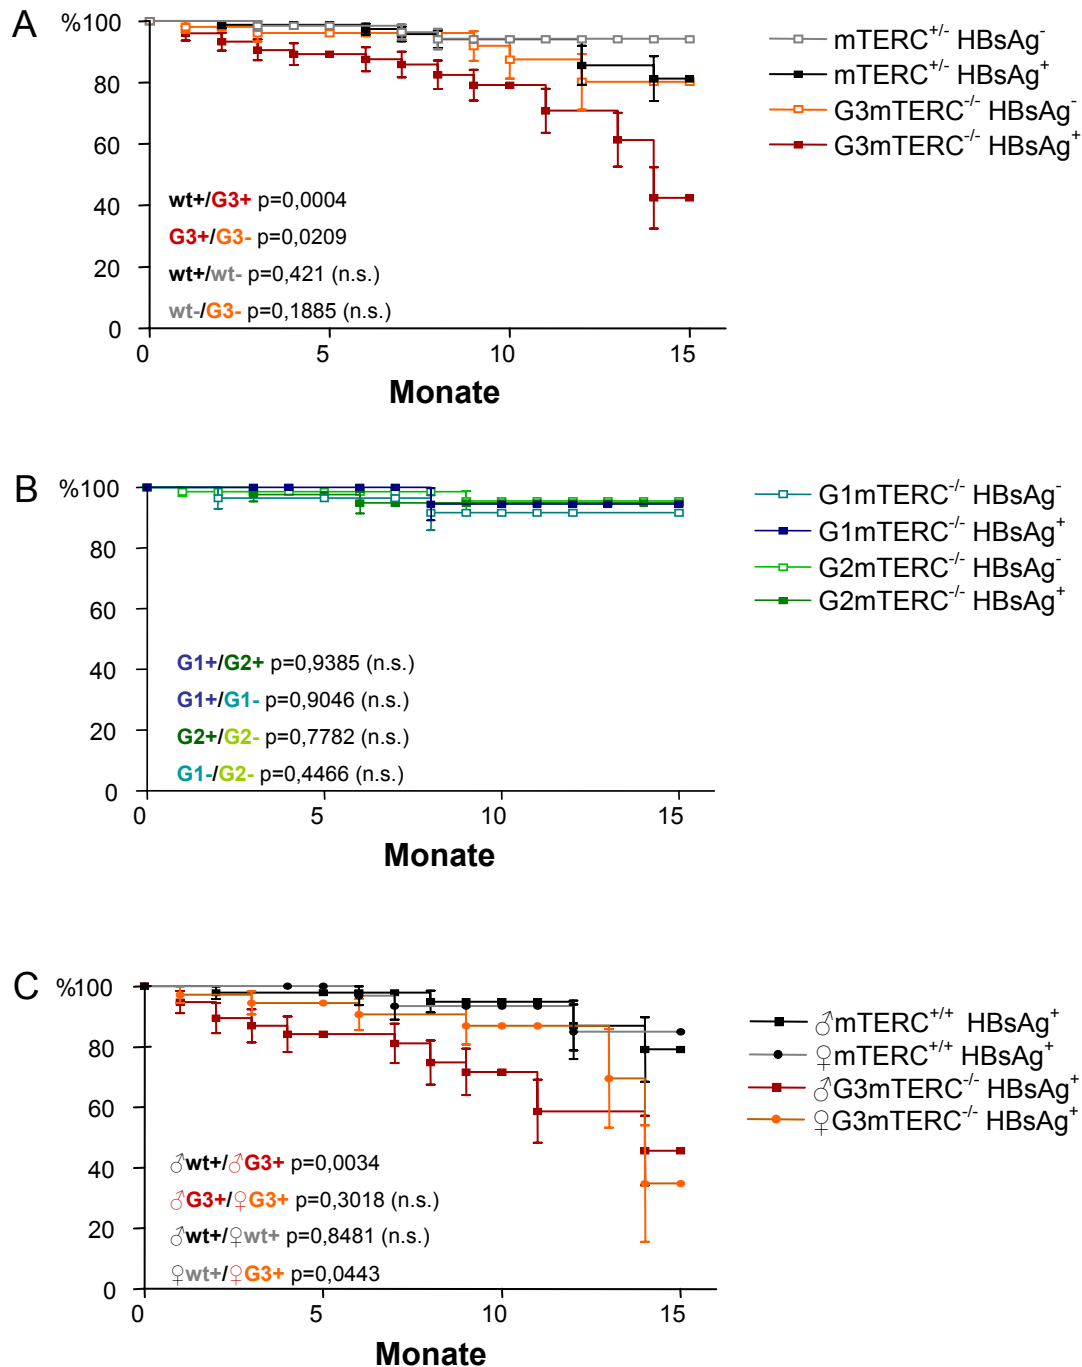 A
%100
80
60
40
20
0
0 5 10 15
Monate
wt+/G3+ p=0,0004
G3+/G3- p=0,0209
wt+/wt- p=0,421 (n.s.)
wt-/G3- p=0,1885 (n.s.)
mTERC+/- HBsAg-
mTERC+/- HBsAg+
G3mTERC-/- HBsAg-
G3mTERC-/- HBsAg+
B
%100
80
60
40
20
0
0 5 10 15
Monate
G1+/G2+ p=0,9385 (n.s.)
G1+/G1- p=0,9046 (n.s.)
G2+/G2- p=0,7782 (n.s.)
G1-/G2- p=0,4466 (n.s.)
G1mTERC-/- HBsAg-
G1mTERC-/- HBsAg+
G2mTERC-/- HBsAg-
G2mTERC-/- HBsAg+
C
%100
80
60
40
20
0
0 5 10 15
Monate
♂wt+/♂G3+ p=0,0034
♂G3+/♀G3+ p=0,3018 (n.s.)
♂wt+/♀wt+ p=0,8481 (n.s.)
♀wt+/♀G3+ p=0,0443
♂mTERC+/+ HBsAg+
♀mTERC+/+ HBsAg+
♂G3mTERC-/- HBsAg+
♀G3mTERC-/- HBsAg+